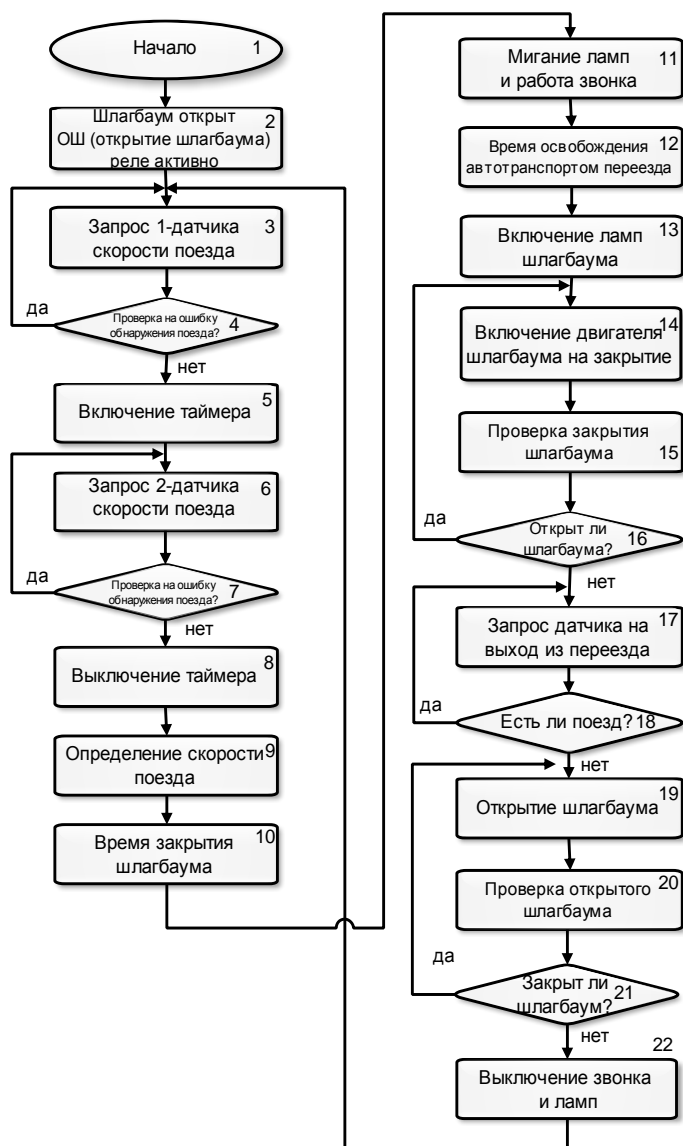 Начало
1
Шлагбаум открыт
2
ОШ (открытие шлагбаума)
реле активно
Запрос 1-датчика
3
скорости поезда
да
Проверка на ошибку
4
обнаружения поезда?
нет
Включение таймера
5
Запрос 2-датчика
6
скорости поезда
да
Проверка на ошибку
7
обнаружения поезда?
нет
Выключение таймера
8
Определение скорости
9
поезда
Время закрытия
10
шлагбаума
Мигание ламп
11
и работа звонка
Время освобождения
12
автотранспортом переезда
Включение ламп
13
шлагбаума
Включение двигателя
14
шлагбаума на закрытие
Проверка закрытия
15
шлагбаума
да
Открыт ли
16
шлагбаума?
нет
Запрос датчика на
17
выход из переезда
да
Есть ли поезд?
18
нет
Открытие шлагбаума
19
Проверка открытого
20
шлагбаума
да
Закрыт ли
21
шлагбаум?
нет
22
Выключение звонка
и ламп